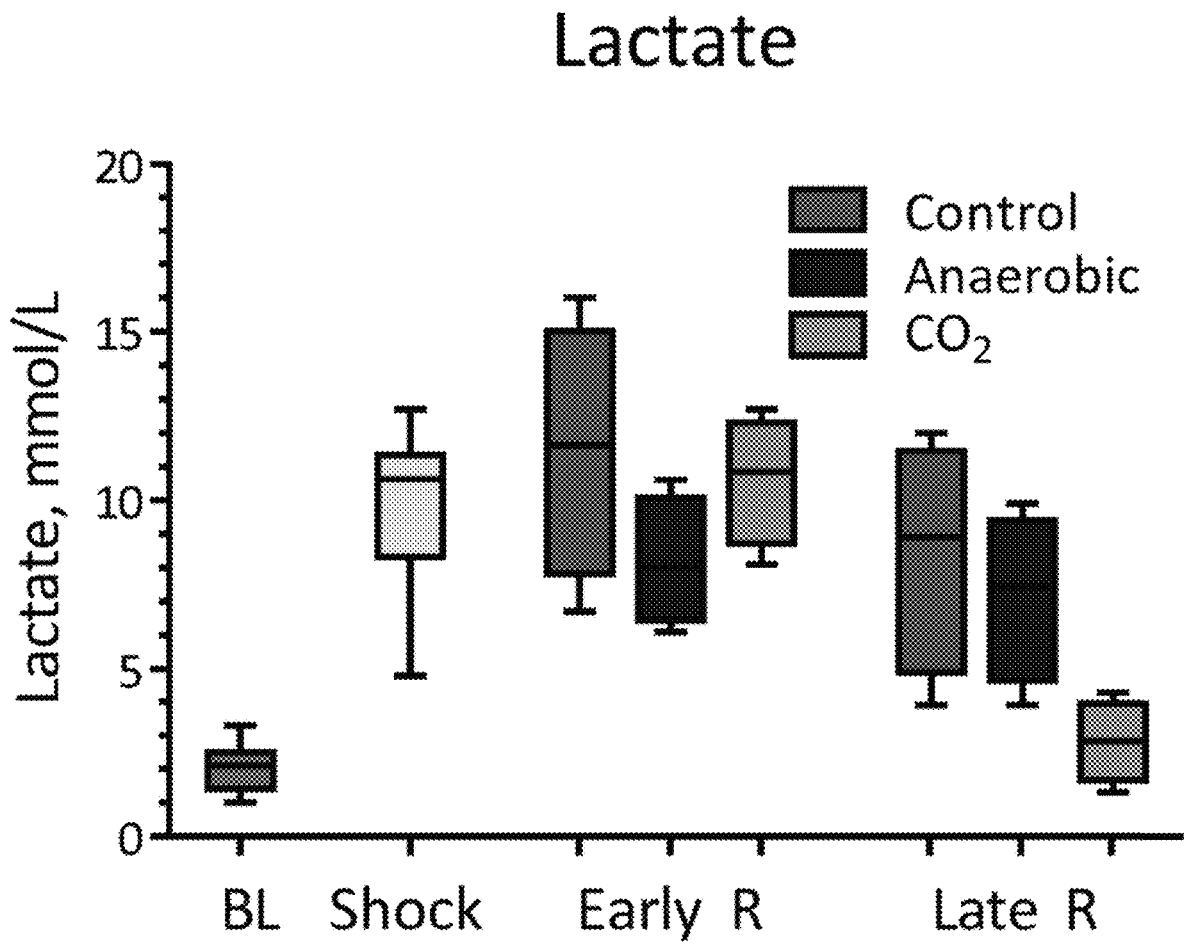 Lactate
Lactate, mmol/L
20
15
10
5
0
Control
Anaerobic
CO₂
BL Shock Early R Late R